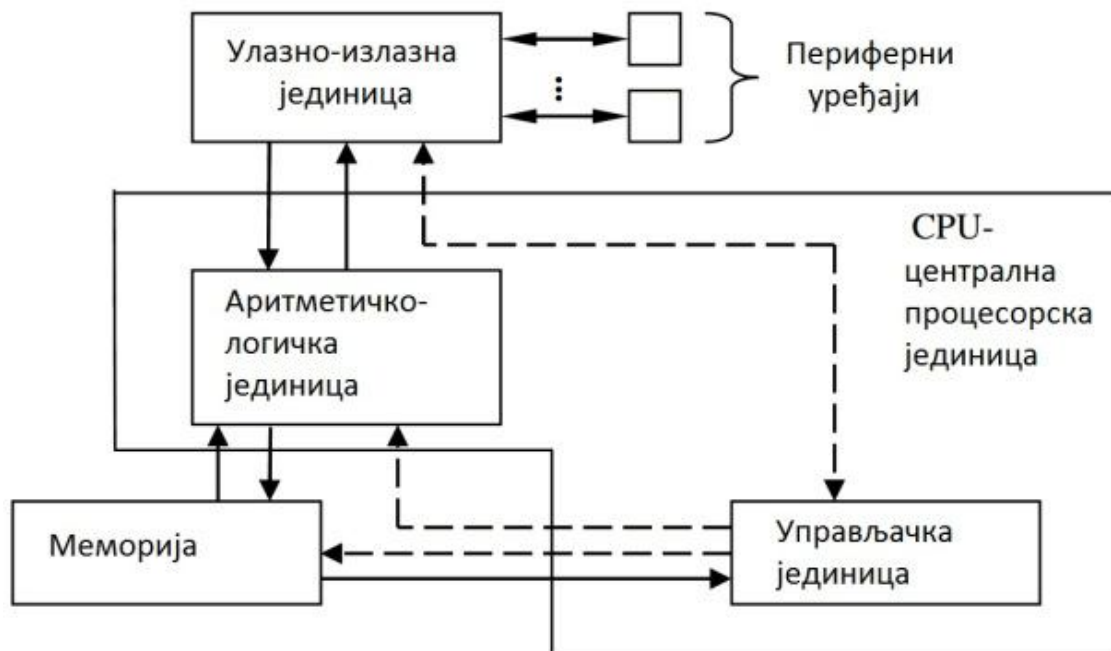 Улазно-излазна
јединица
...
Периферни
уређаји
CPU-
централна
процесорска
јединица
Аритметичко-
логичка
јединица
Меморија
Управљачка
јединица